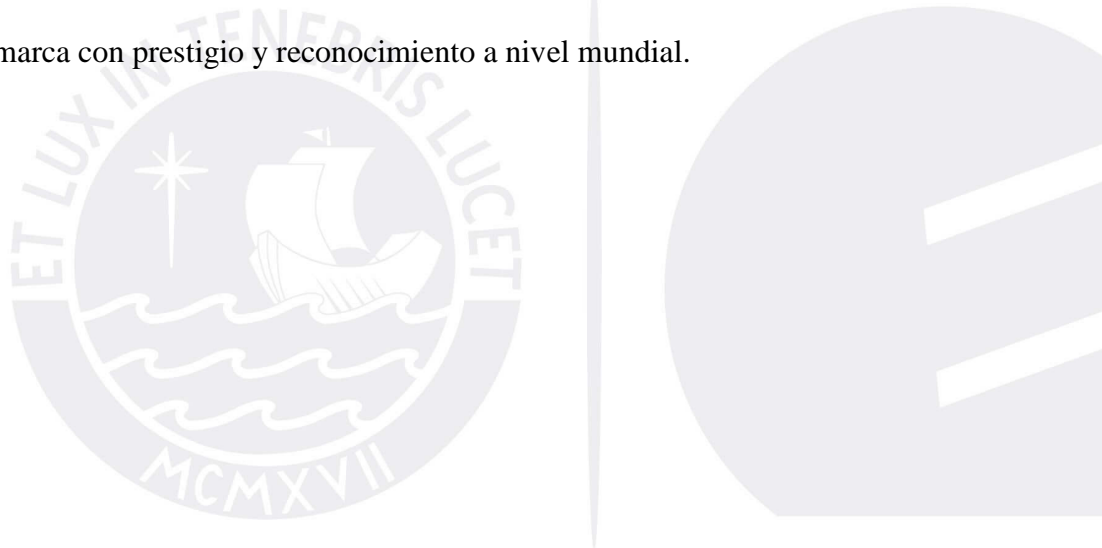 marca con prestigio y reconocimiento a nivel mundial.
ET LUX IN TENEBRIS LUCET
MCMXVII